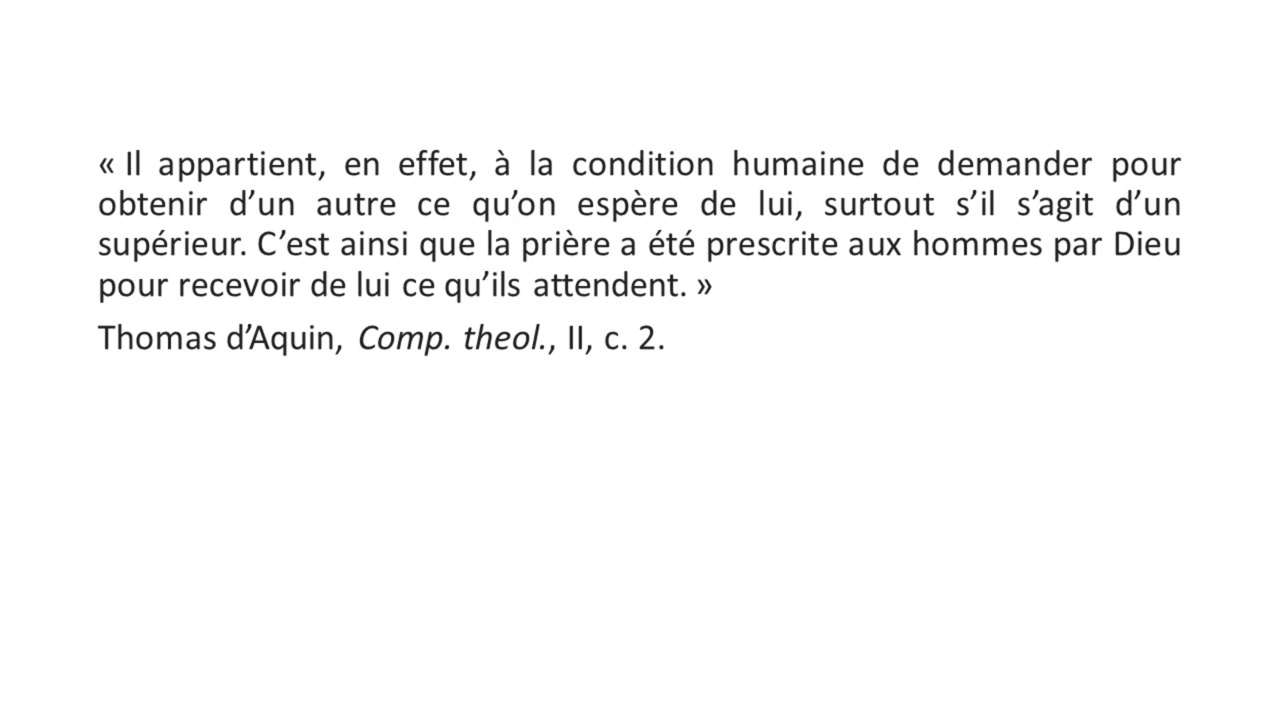 « Il appartient, en effet, à la condition humaine de demander pour
obtenir d’un autre ce qu’on espère de lui, surtout s’il s’agit d’un
supérieur. C’est ainsi que la prière a été prescrite aux hommes par Dieu
pour recevoir de lui ce qu’ils attendent. »
Thomas d’Aquin, Comp. theol., II, c. 2.